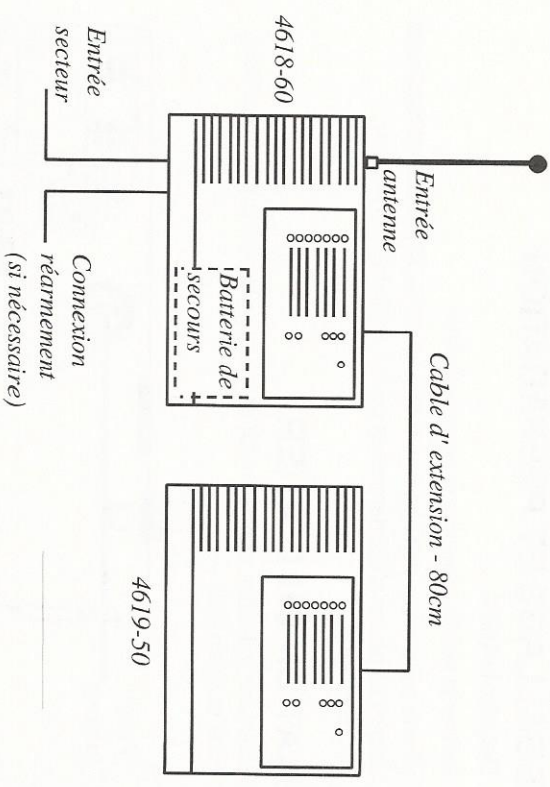 4618-60
Entrée
antenne
Cable d' extension - 80cm
Batterie de
secours
Entrée
secteur
Connexion
réarmement
(si nécessaire)
4619-50